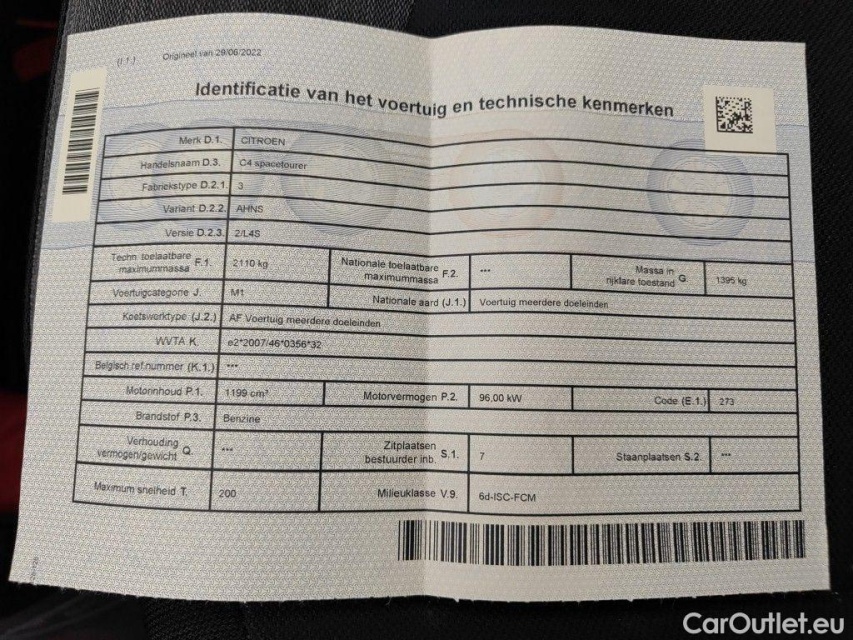 (I.1.) Origineel van 29/06/2022
Identificatie van het voertuig en technische kenmerken
Merk D.1. CITROEN
Handelsnaam D.3. C4 spacetourer
Fabriekstype D.2.1. 3
Variant D.2.2. AHNS
Versie D.2.3. 2/L4S
Techn. toelaatbare maximummassa F.1. 2110 kg Nationale toelaatbare maximummassa F.2. --- Massa in rijklare toestand G. 1395 kg
Voertuigcategorie J. M1 Nationale aard (J.1.) Voertuig meerdere doeleinden
Koetswerktype (J.2.) AF Voertuig meerdere doeleinden
WVTA K. e2*2007/46*0356*32
Belgisch ref.nummer (K.1.) ---
Motorinhoud P.1. 1199 cm³ Motorvermogen P.2. 96,00 kW Code (E.1.) 273
Brandstof P.3. Benzine
Verhouding vermogen/gewicht Q. --- Zitplaatsen bestuurder inb. S.1. 7 Staanplaatsen S.2. ---
Maximum snelheid T. 200 Milieuklasse V.9. 6d-ISC-FCM
CarOutlet.eu